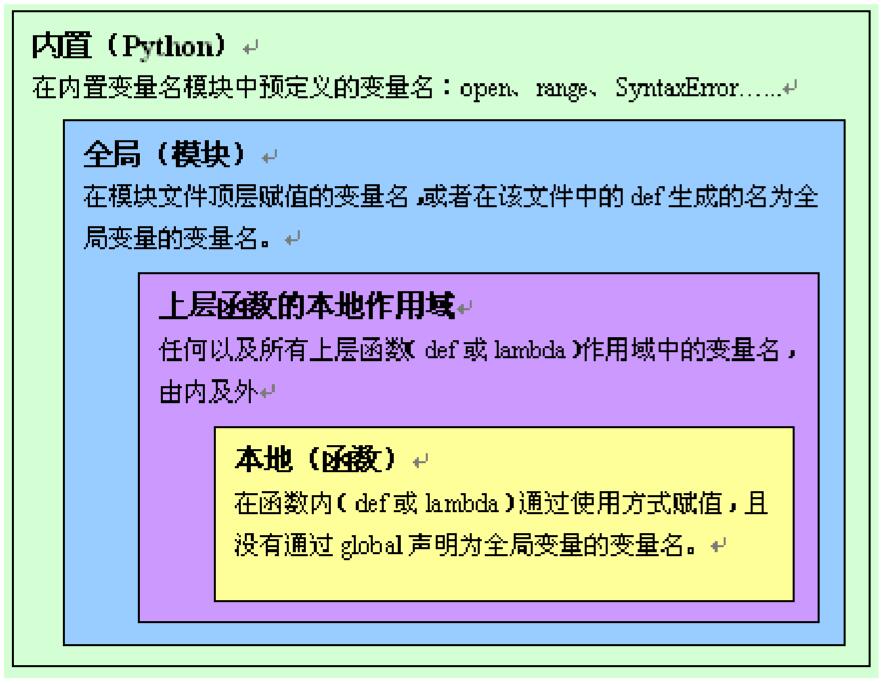 内置（Python）
在内置变量名模块中预定义的变量名：open、range、SyntaxError……
全局（模块）
在模块文件顶层赋值的变量名，或者在该文件中的 def 生成的名为全
局变量的变量名。
上层函数的本地作用域
任何以及所有上层函数（def 或 lambda）作用域中的变量名，
由内及外
本地（函数）
在函数内（def 或 lambda）通过使用方式赋值，且
没有通过 global 声明为全局变量的变量名。